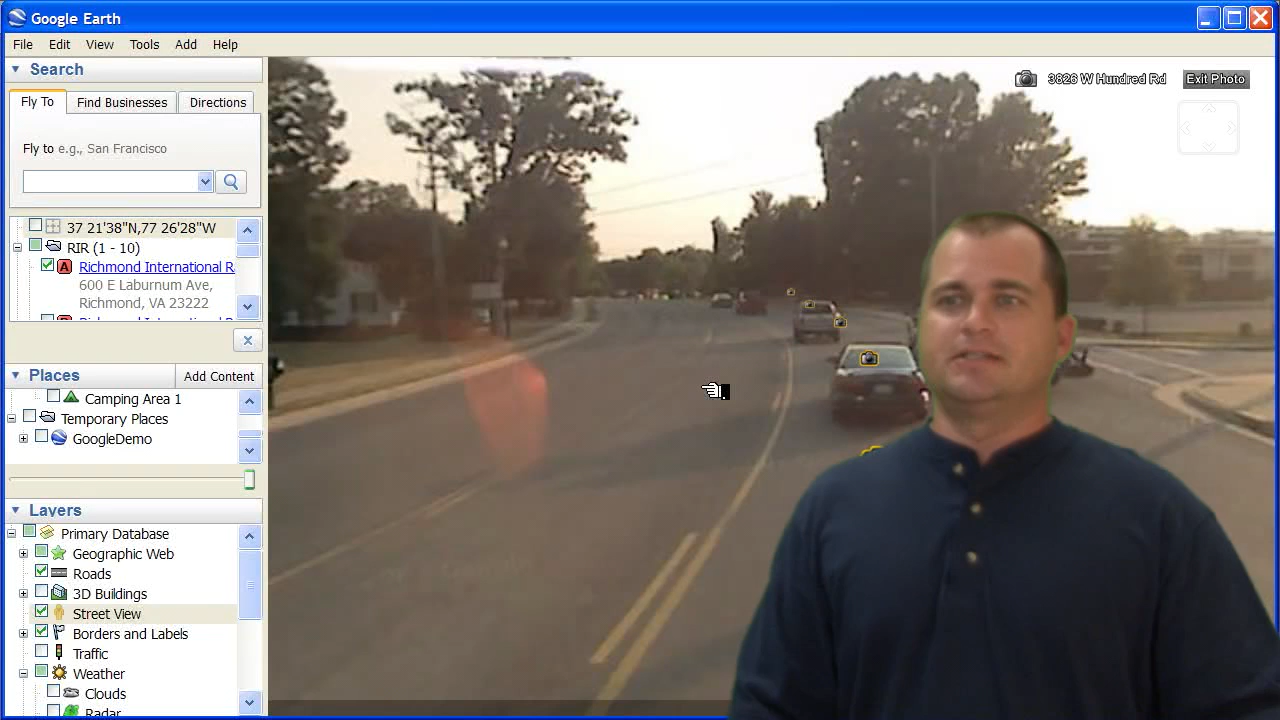 Google Earth
File Edit View Tools Add Help
Search
Fly To Find Businesses Directions
Fly to e.g., San Francisco
37 21'38"N,77 26'28"W
RIR (1 - 10)
A Richmond International R
600 E Laburnum Ave,
Richmond, VA 23222
Places Add Content
Camping Area 1
Temporary Places
GoogleDemo
Layers
Primary Database
Geographic Web
Roads
3D Buildings
Street View
Borders and Labels
Traffic
Weather
Clouds
Radar
3826 W Hundred Rd Exit Photo